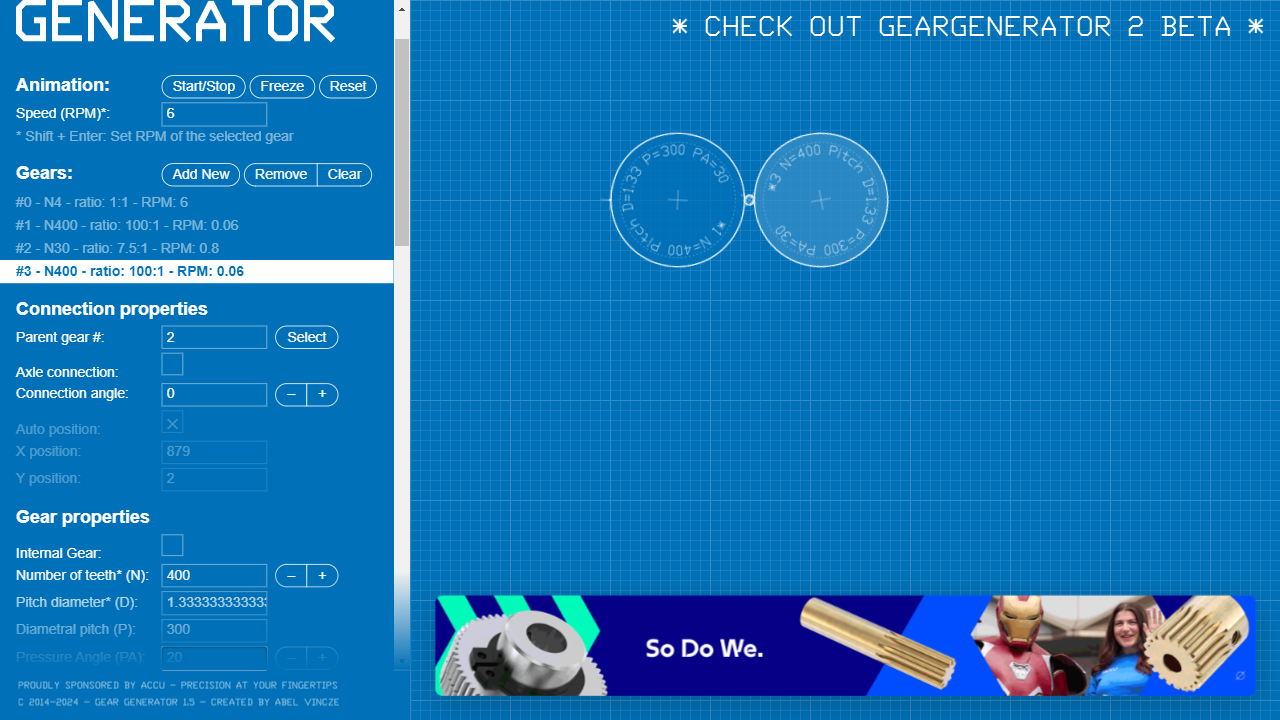 GENERATOR
* CHECK OUT GEARGENERATOR 2 BETA *
Animation: Start/Stop Freeze Reset
Speed (RPM)*: 6
* Shift + Enter: Set RPM of the selected gear
Gears: Add New Remove Clear
#0 - N4 - ratio: 1:1 - RPM: 6
#1 - N400 - ratio: 100:1 - RPM: 0.06
#2 - N30 - ratio: 7.5:1 - RPM: 0.8
#3 - N400 - ratio: 100:1 - RPM: 0.06
Connection properties
Parent gear #: 2 Select
Axle connection:
Connection angle: 0 – +
Auto position:
X position: 879
Y position: 2
Gear properties
Internal Gear:
Number of teeth* (N): 400 – +
Pitch diameter* (D): 1.333333333333
Diametral pitch (P): 300
Pressure Angle (PA): 20 – +
PROUDLY SPONSORED BY ACCU - PRECISION AT YOUR FINGERTIPS
C 2014-2024 - GEAR GENERATOR 1.5 - CREATED BY ABEL VINCZE
*1 N=400 Pitch D=1.33 P=300 PA=30
*3 N=400 Pitch D=1.33 P=300 PA=30
So Do We.